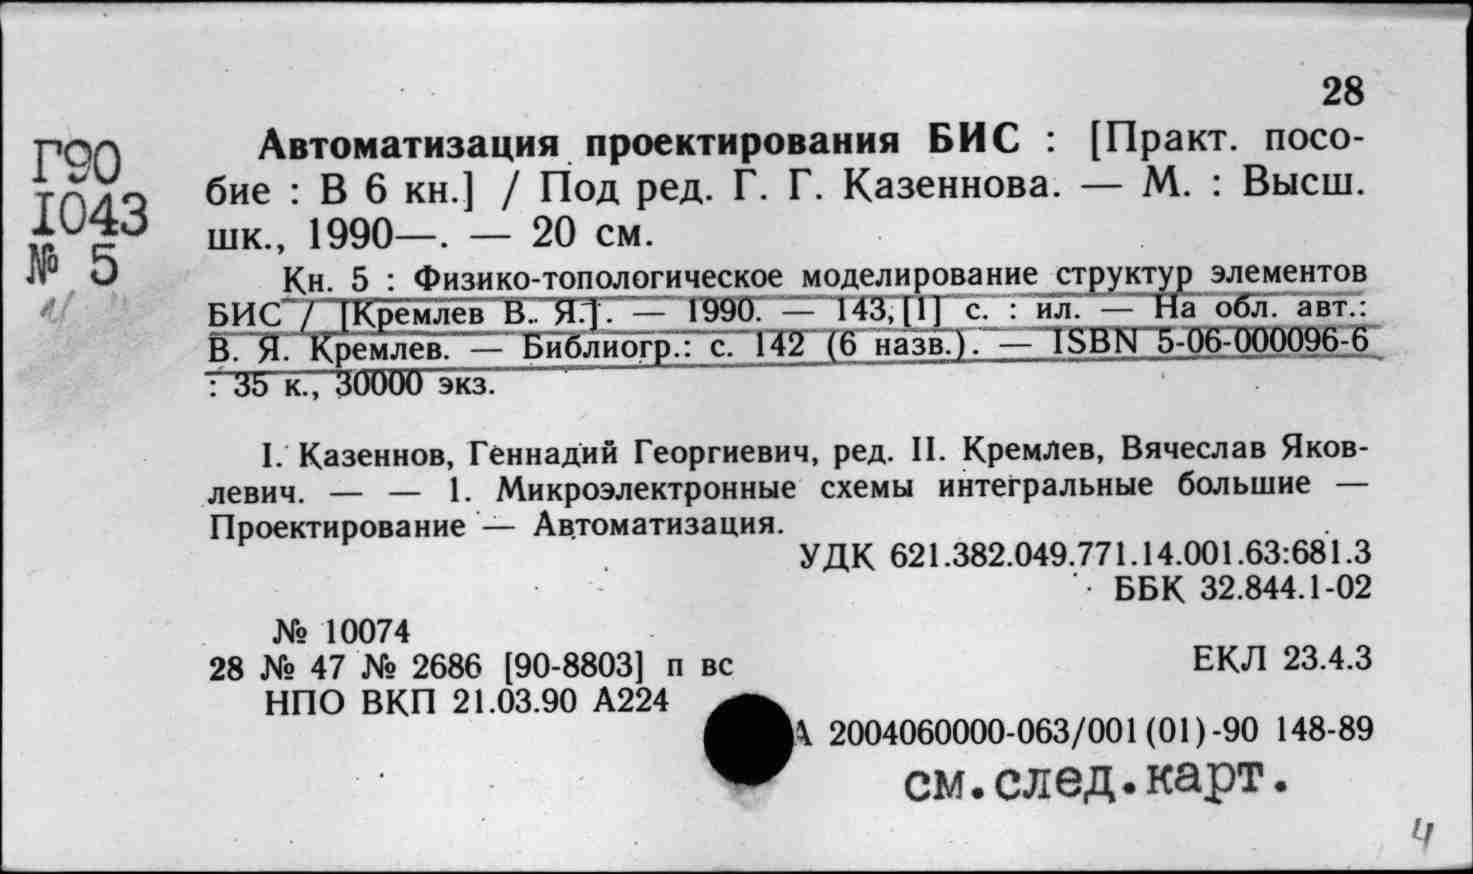 28
Г90
1043
№ 5
Автоматизация проектирования БИС : [Практ. посо-
бие : В 6 кн.] / Под ред. Г. Г. Казеннова. — М. : Высш.
шк., 1990—. — 20 см.
Кн. 5 : Физико-топологическое моделирование структур элементов
БИС / [Кремлев В. Я.]. — 1990. — 143, [1] с. : ил. — На обл. авт.:
В. Я. Кремлев. — Библиогр.: с. 142 (6 назв.). — ISBN 5-06-000096-6
: 35 к., 30000 экз.
I. Казеннов, Геннадий Георгиевич, ред. II. Кремлев, Вячеслав Яков-
левич. — — 1. Микроэлектронные схемы интегральные большие —
Проектирование — Автоматизация.
УДК 621.382.049.771.14.001.63:681.3
ББК 32.844.1-02
№ 10074
28 № 47 № 2686 [90-8803] п вс
ЕКЛ 23.4.3
НПО ВКП 21.03.90 А224
2004060000-063/001(01)-90 148-89
см.след.карт.
4